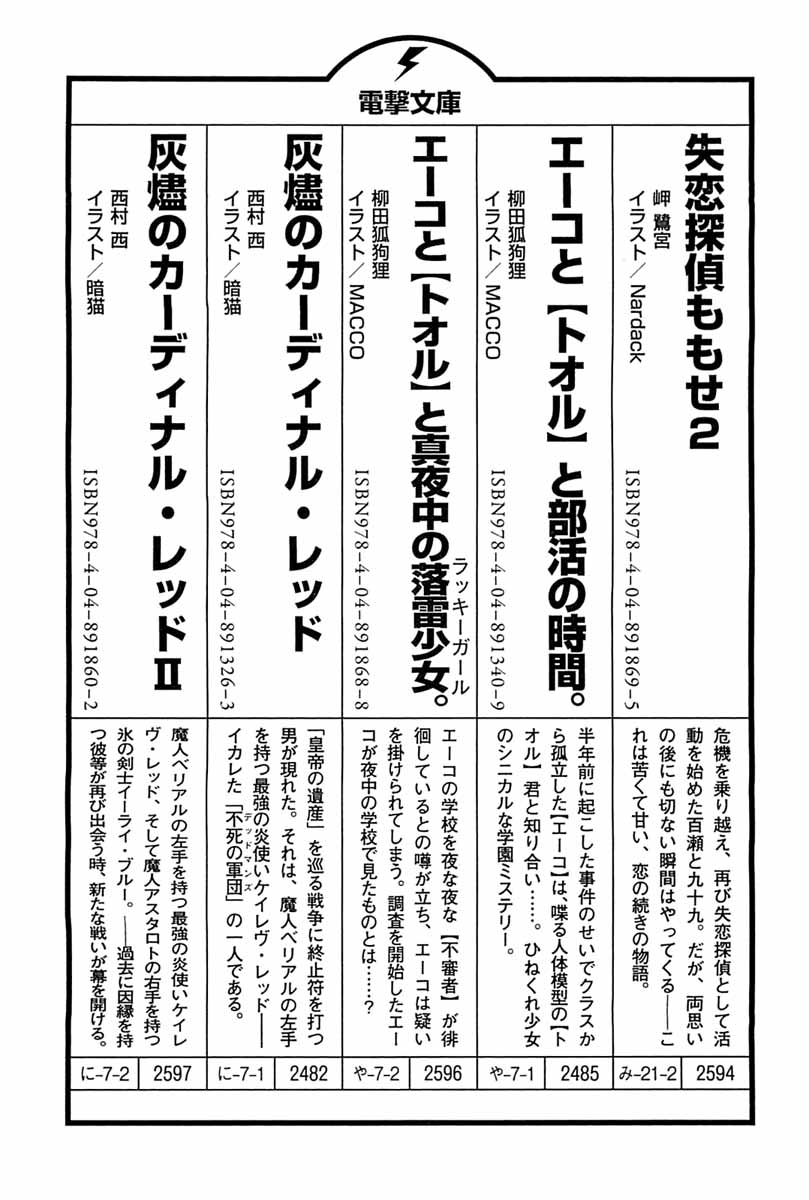 電撃文庫
失恋探偵ももせ2
岬 鷺宮
イラスト/Nardack
ISBN978-4-04-891869-5
危機を乗り越え、再び失恋探偵として活
動を始めた百瀬と九十九。だが、両思い
の後にも切ない瞬間はやってくる――こ
れは苦くて甘い、恋の続きの物語。
み-21-2
2594
エーコと【トオル】と部活の時間。
柳田狐狗狸
イラスト/MACCO
ISBN978-4-04-891340-9
半年前に起こした事件のせいでクラスか
ら孤立した【エーコ】は、喋る人体模型の【ト
オル】君と知り合い……。ひねくれ少女
のシニカルな学園ミステリー。
や-7-1
2485
エーコと【トオル】と真夜中の落雷少女。
ラッキーガール
柳田狐狗狸
イラスト/MACCO
ISBN978-4-04-891868-8
エーコの学校を夜な夜な【不審者】が徘
徊しているとの噂が立ち、エーコは疑い
を掛けられてしまう。調査を開始したエー
コが夜中の学校で見たものとは……?
や-7-2
2596
灰燼のカーディナル・レッド
西村 西
イラスト/暗猫
ISBN978-4-04-891326-3
「皇帝の遺産」を巡る戦争に終止符を打つ
男が現れた。それは、魔人ベリアルの左手
を持つ最強の炎使いケイレヴ・レッド――
イカレた「不死の軍団」の一人である。
デッドマンズ
に-7-1
2482
灰燼のカーディナル・レッドⅡ
西村 西
イラスト/暗猫
ISBN978-4-04-891860-2
魔人ベリアルの左手を持つ最強の炎使いケイレ
ヴ・レッド、そして魔人アスタロトの右手を持つ
氷の剣士イーライ・ブルー。――過去に因縁を持
つ彼等が再び出会う時、新たな戦いが幕を開ける。
に-7-2
2597